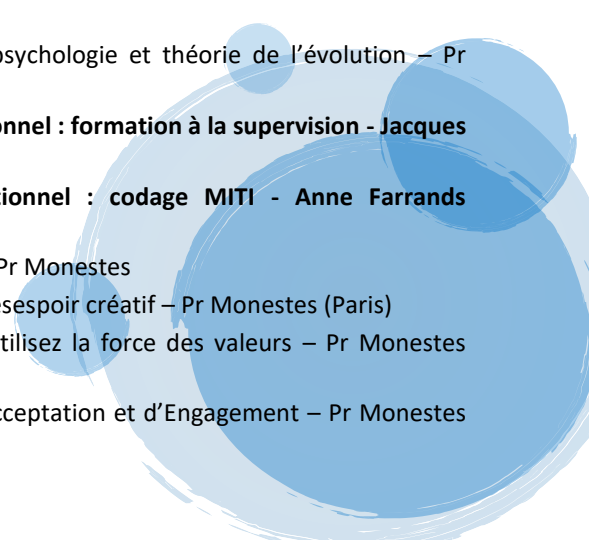 psychologie et théorie de l'évolution – Pr
onnel : formation à la supervision - Jacques
tionnel : codage MITI - Anne Farrands
Pr Monestes
ésespoir créatif – Pr Monestes (Paris)
tilisez la force des valeurs – Pr Monestes
cceptation et d'Engagement – Pr Monestes